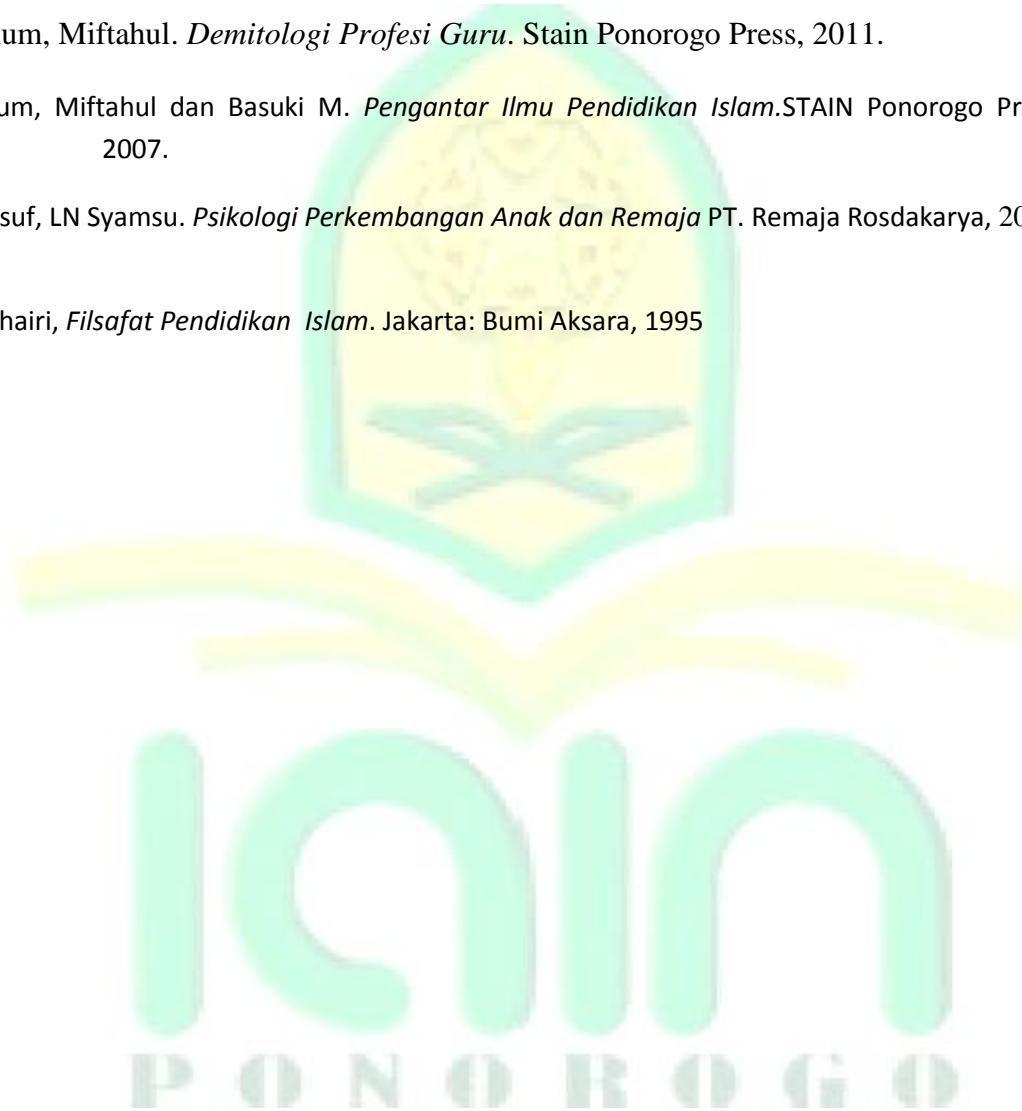 lum, Miftahul. Demitologi Profesi Guru. Stain Ponorogo Press, 2011.
um, Miftahul dan Basuki M. Pengantar Ilmu Pendidikan Islam.STAIN Ponorogo Pr
2007.
suf, LN Syamsu. Psikologi Perkembangan Anak dan Remaja PT. Remaja Rosdakarya, 20
hairi, Filsafat Pendidikan Islam. Jakarta: Bumi Aksara, 1995
iain
PONOROGO